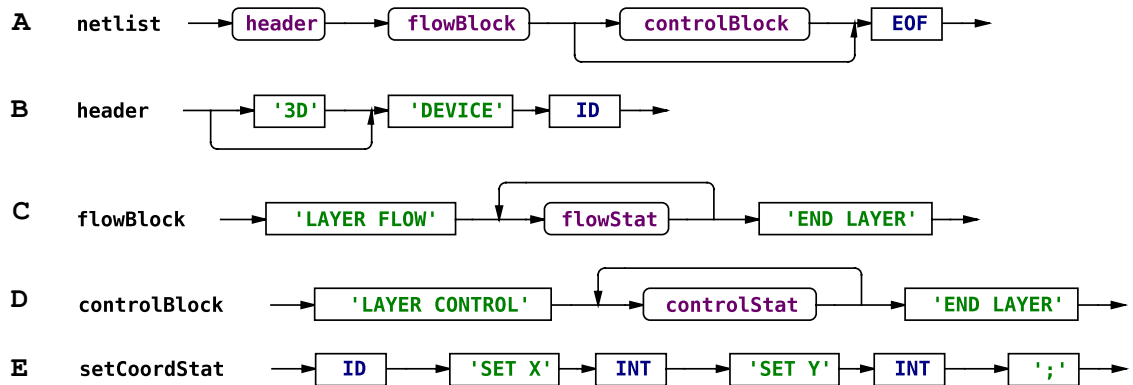 A netlist header flowBlock controlBlock EOF
B header '3D' 'DEVICE' ID
C flowBlock 'LAYER FLOW' flowStat 'END LAYER'
D controlBlock 'LAYER CONTROL' controlStat 'END LAYER'
E setCoordStat ID 'SET X' INT 'SET Y' INT ';'